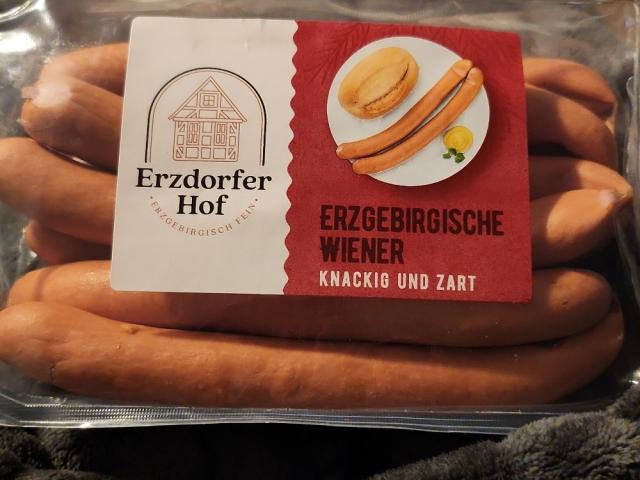 Erzdorfer
Hof
• ERZGEBIRGISCH FEIN •
ERZGEBIRGISCHE
WIENER
KNACKIG UND ZART